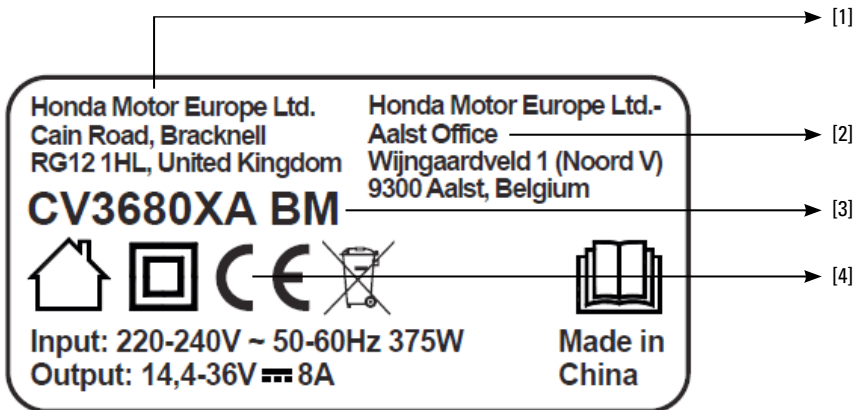 [1]
Honda Motor Europe Ltd.
Cain Road, Bracknell
RG12 1HL, United Kingdom
Honda Motor Europe Ltd.-
Aalst Office
Wijngaardveld 1 (Noord V)
9300 Aalst, Belgium
[2]
CV3680XA BM
[3]
CE
[4]
Input: 220-240V ~ 50-60Hz 375W
Output: 14,4-36V ⎓ 8A
Made in
China